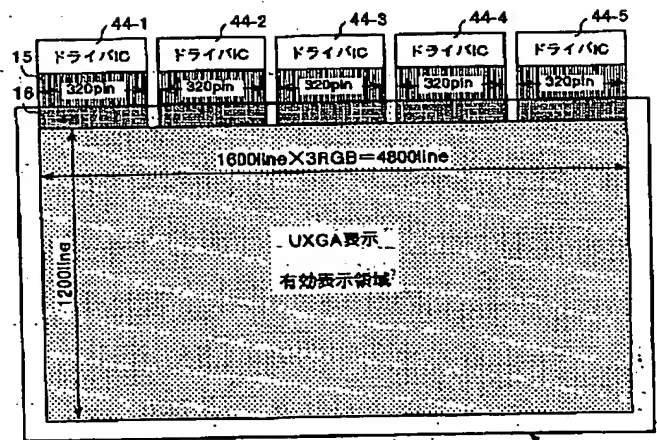 44-1 44-2 44-3 44-4 44-5
ドライバIC ドライバIC ドライバIC ドライバIC ドライバIC
15
320pin 320pin 320pin 320pin 320pin
16
1600line×3RGB=4800line
1200line
UXGA表示
有効表示領域